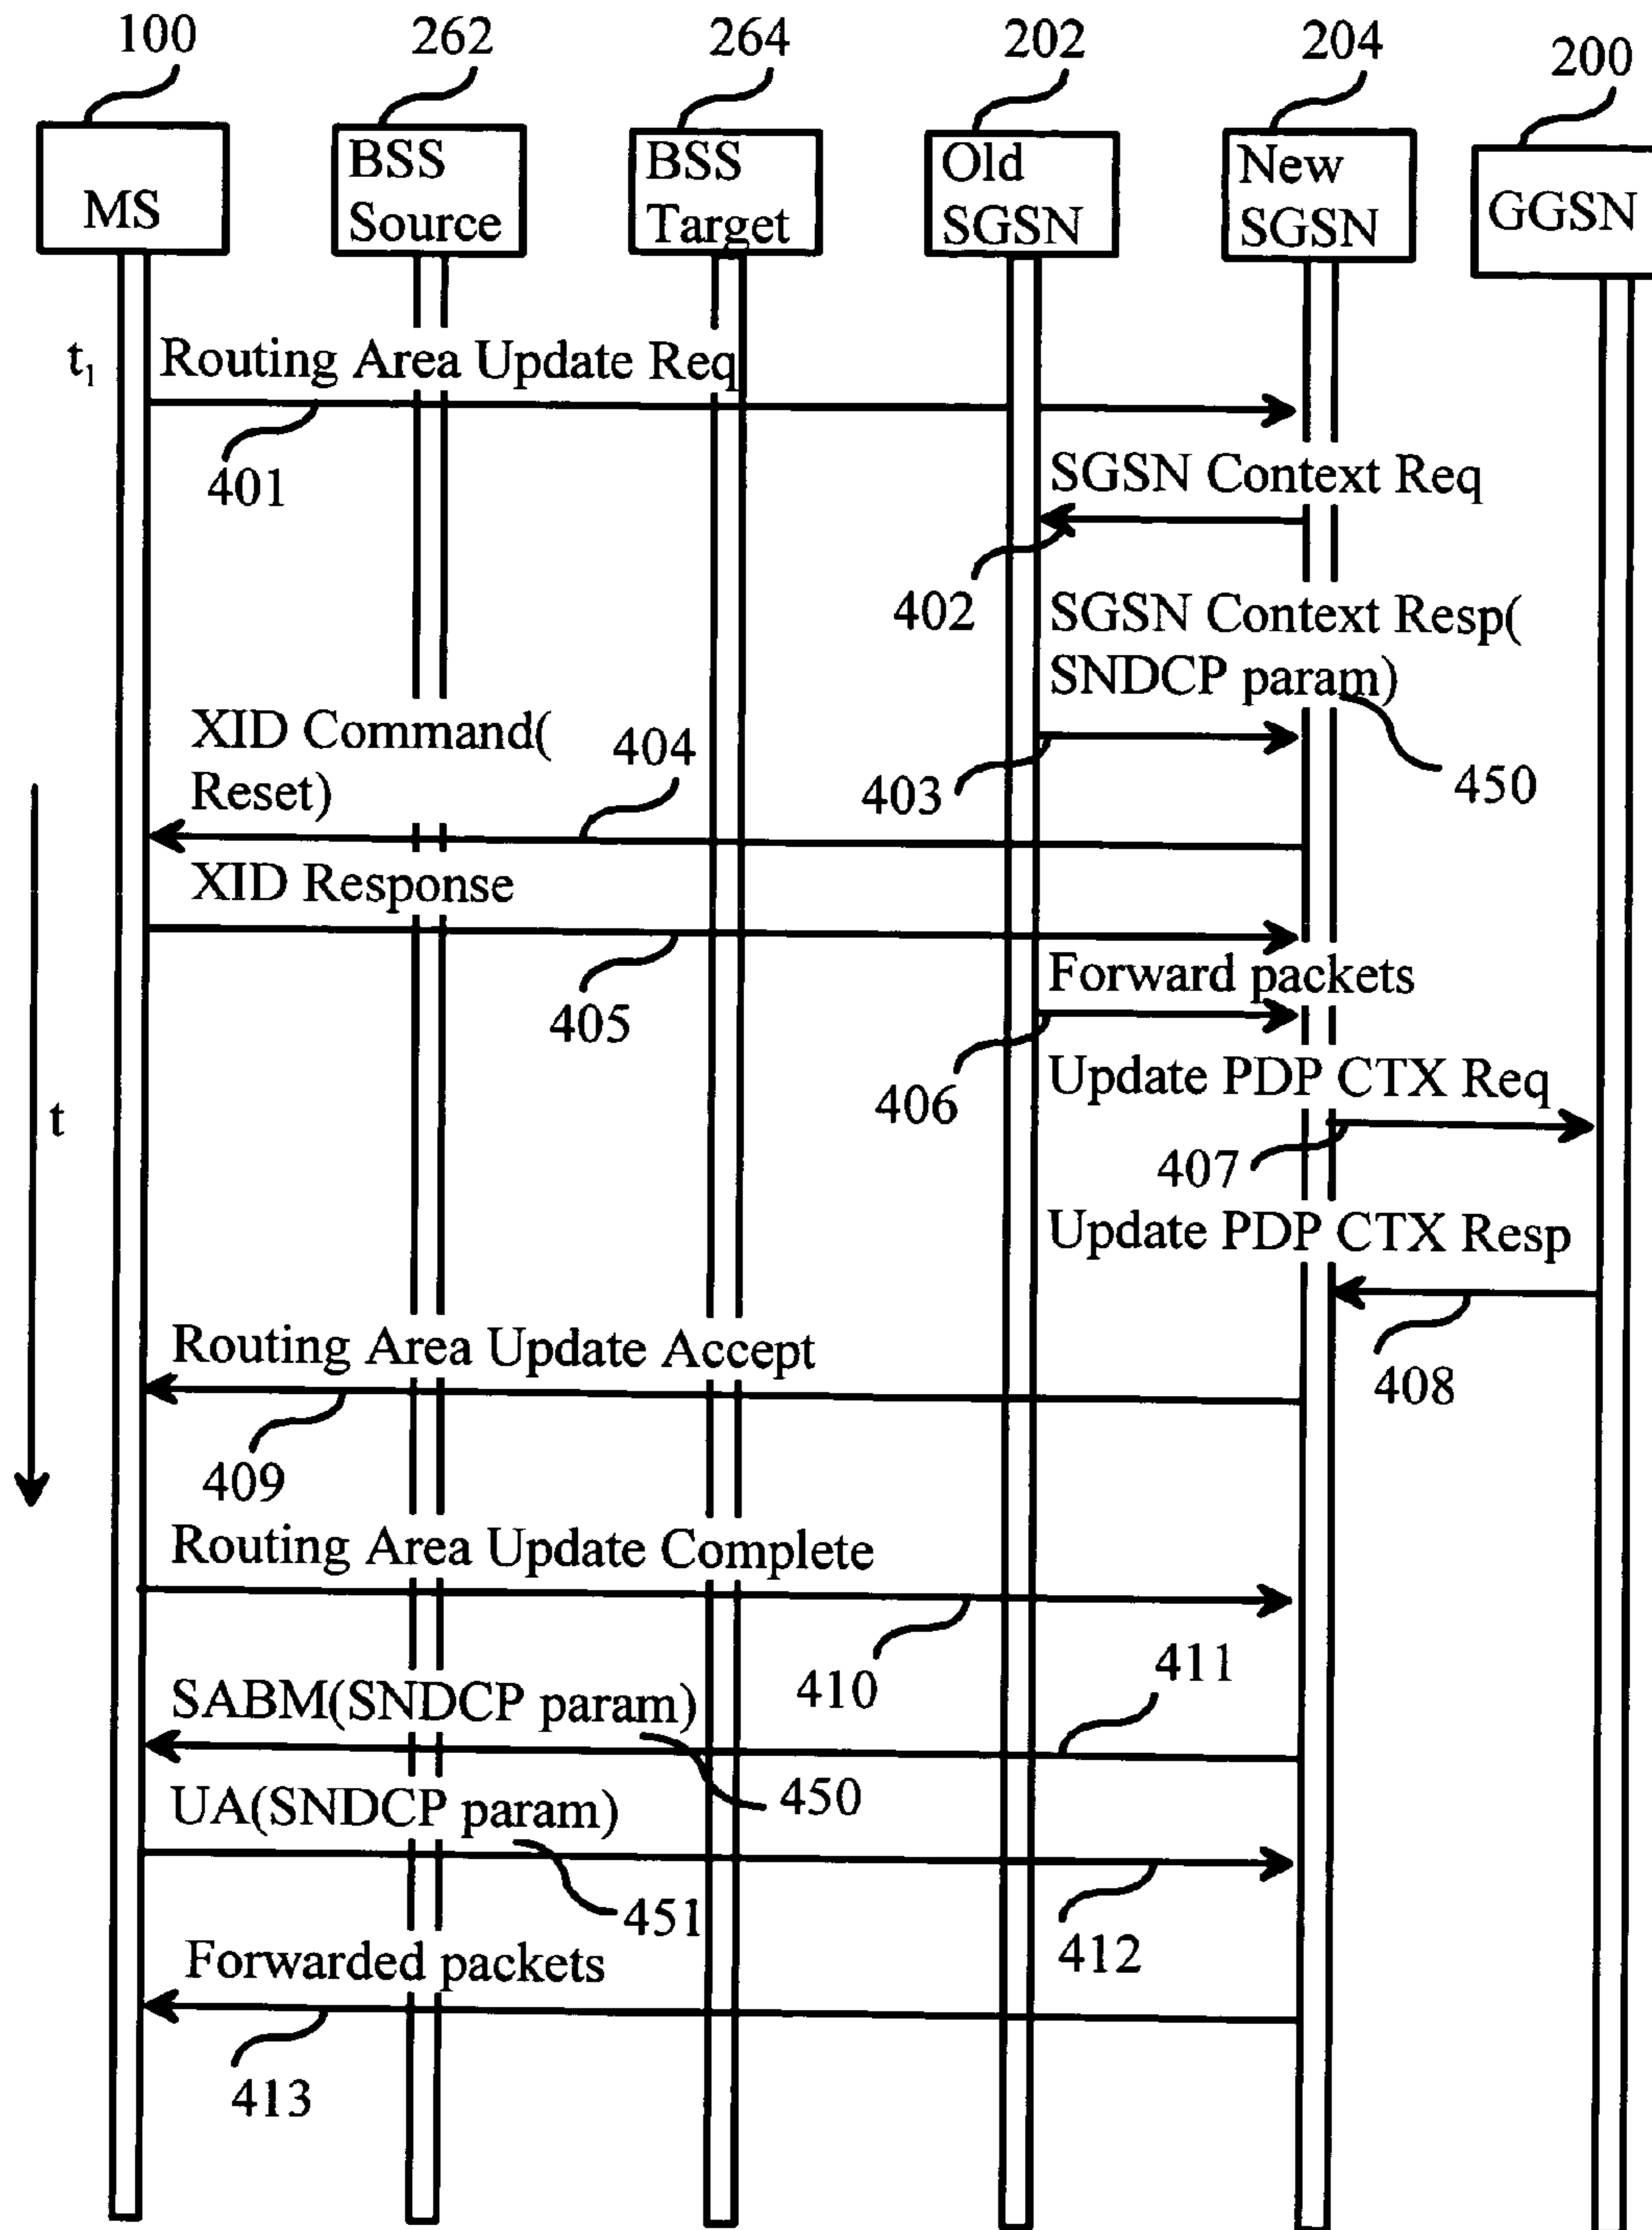 100
262
264
202
204
200
MS
BSS
Source
BSS
Target
Old
SGSN
New
SGSN
GGSN
t1
Routing Area Update Req
401
SGSN Context Req
402
SGSN Context Resp(
SNDCP param)
450
403
XID Command(
Reset)
404
XID Response
405
Forward packets
406
Update PDP CTX Req
407
t
Update PDP CTX Resp
408
Routing Area Update Accept
409
Routing Area Update Complete
410
411
SABM(SNDCP param)
450
UA(SNDCP param)
451
412
Forwarded packets
413